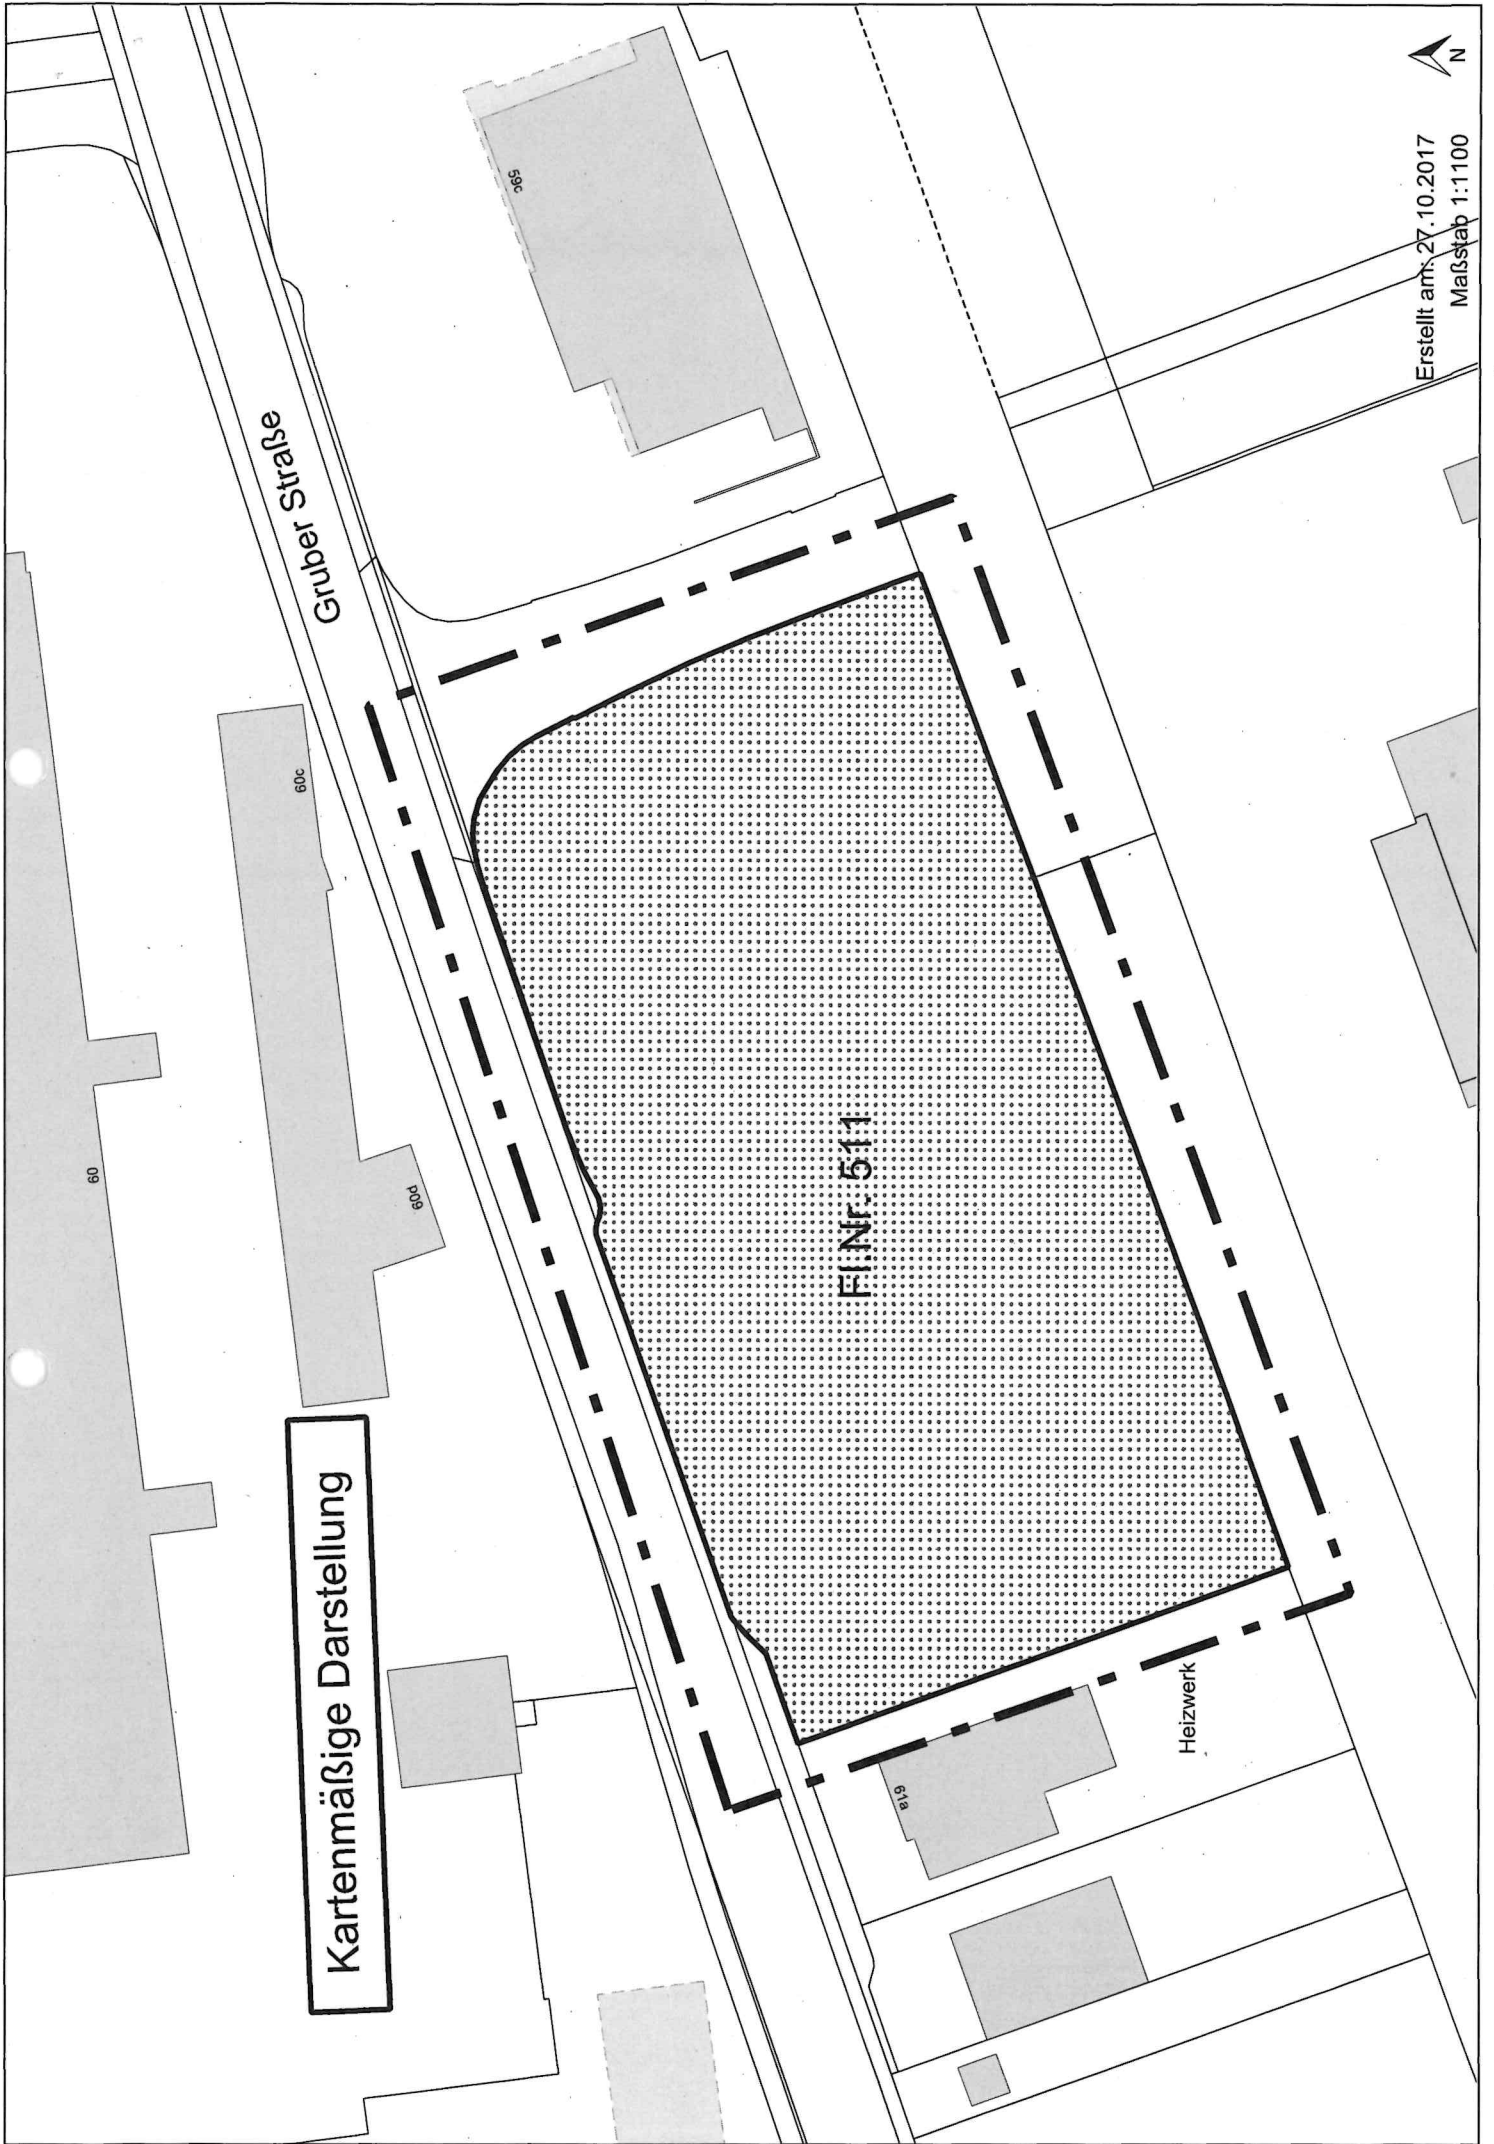 Kartenmäßige Darstellung
Gruber Straße
60
60c
60d
65c
Fl.Nr. 511
61a
Heizwerk
N
Erstellt am: 27.10.2017
Maßstab 1:1100